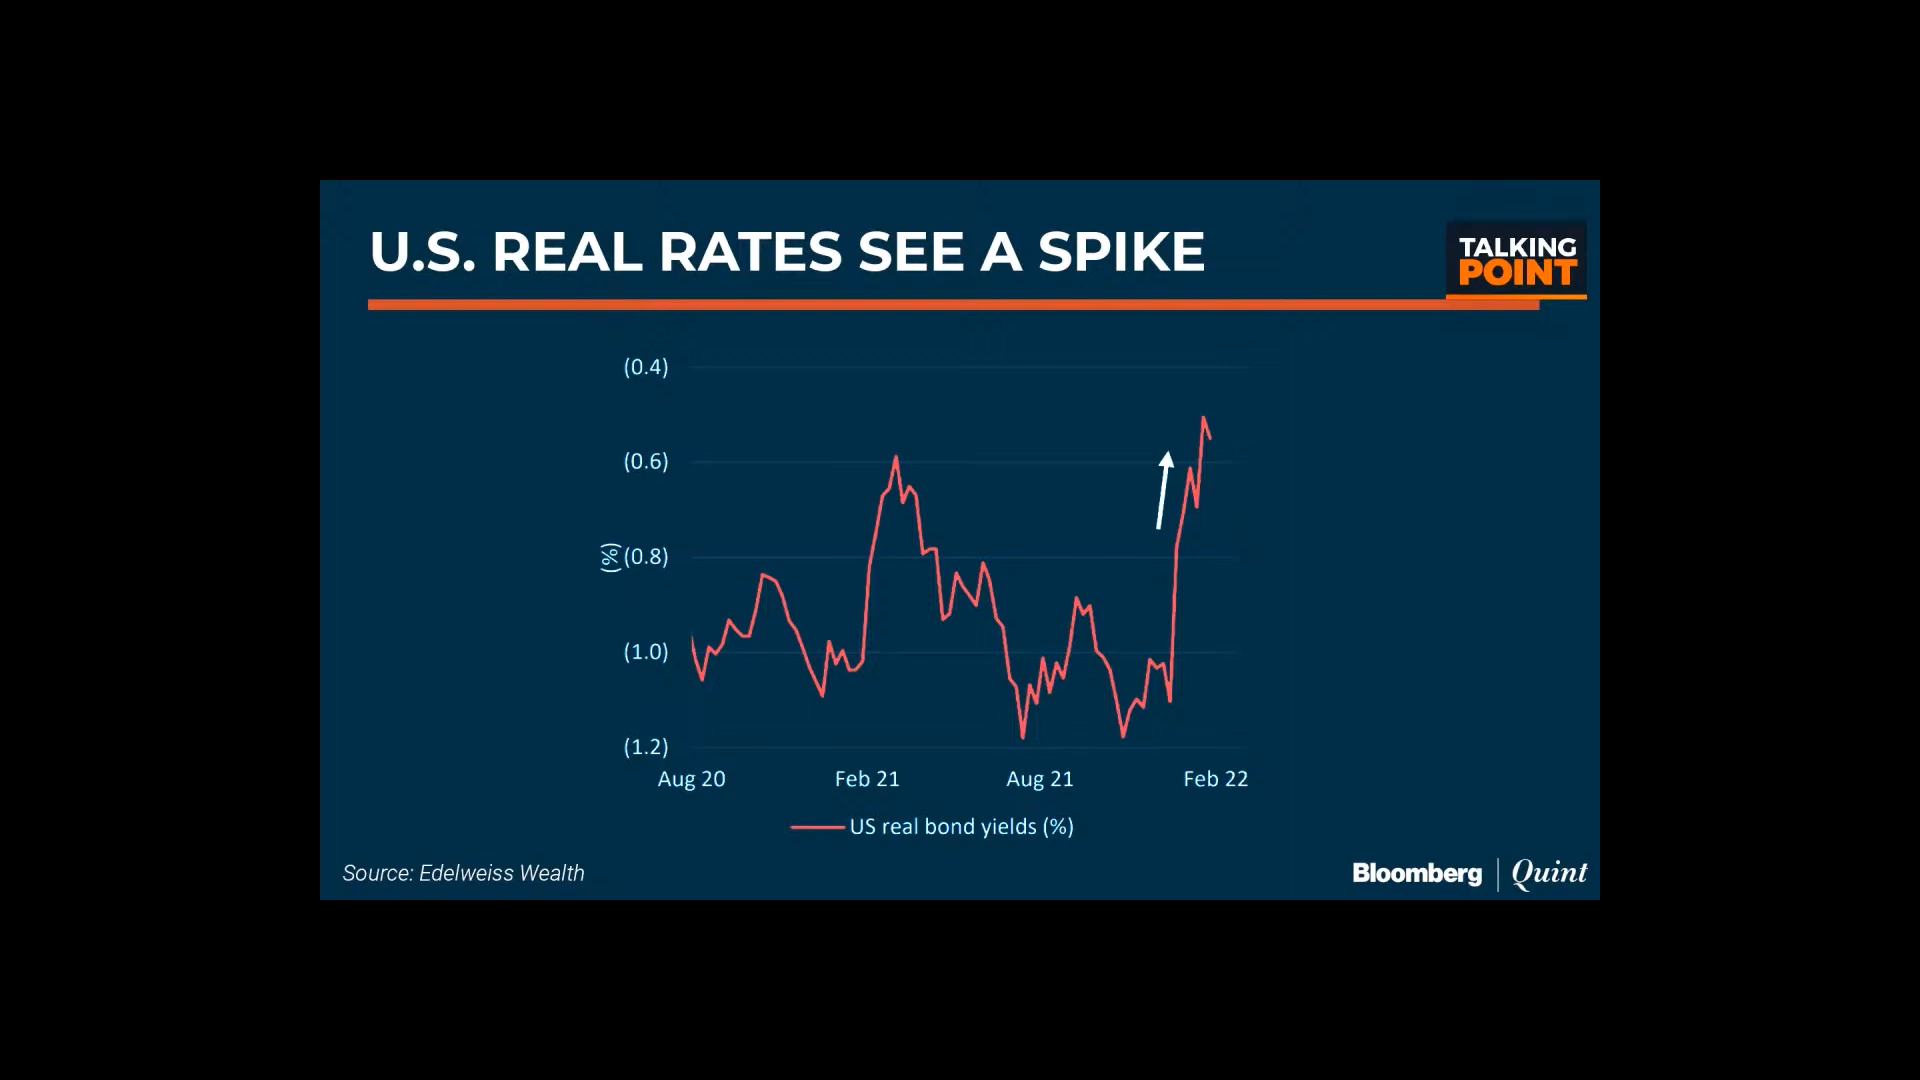 U.S. REAL RATES SEE A SPIKE
TALKING
POINT
(0.4)
(0.6)
(%)
(0.8)
(1.0)
(1.2)
Aug 20 Feb 21 Aug 21 Feb 22
US real bond yields (%)
Source: Edelweiss Wealth
Bloomberg | Quint